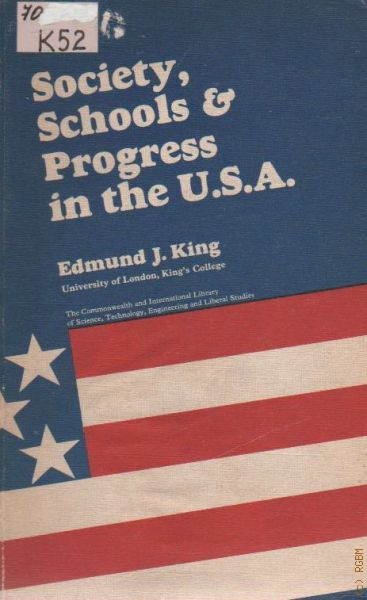 70
K52
Society,
Schools &
Progress
in the U.S.A.
Edmund J. King
University of London, King's College
The Commonwealth and International Library
of Science, Technology, Engineering and Liberal Studies
(c) RGBM